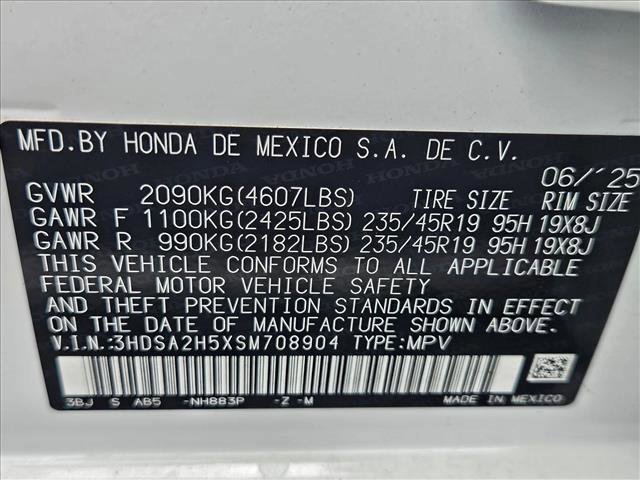 MFD.BY HONDA DE MEXICO S.A. DE C.V.
06/'25
GVWR 2090KG(4607LBS) TIRE SIZE RIM SIZE
GAWR F 1100KG(2425LBS) 235/45R19 95H 19X8J
GAWR R 990KG(2182LBS) 235/45R19 95H 19X8J
THIS VEHICLE CONFORMS TO ALL APPLICABLE
FEDERAL MOTOR VEHICLE SAFETY
AND THEFT PREVENTION STANDARDS IN EFFECT
ON THE DATE OF MANUFACTURE SHOWN ABOVE.
V.I.N.:3HDSA2H5XSM708904 TYPE:MPV
3BJ S AB5 -NH883P -Z -M MADE IN MEXICO